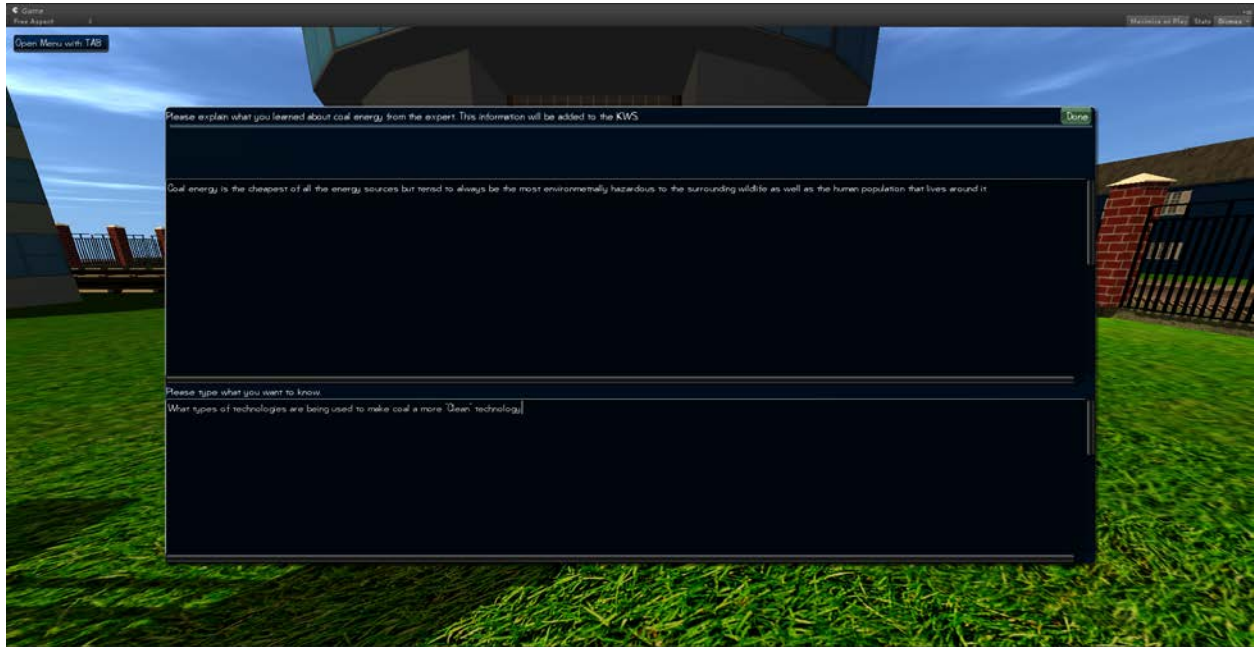 Game
Free Aspect
Maximize on Play Stats Gizmos
Open Menu with TAB
Please explain what you learned about coal energy from the expert. This information will be added to the KWS.
Done
Coal energy is the cheapest of all the energy sources but tensd to always be the most environmetnally hazardous to the surrounding wildlife as well as the human population that lives around it
Please type what you want to know.
What types of technologies are being used to make coal a more "Clean" technology